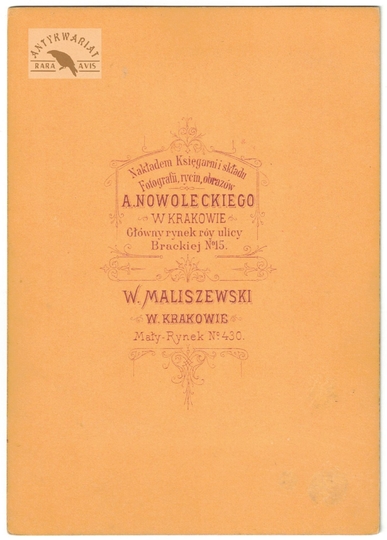 ANTYKWARIAT
RARA AVIS
Nakładem Księgarni i składu
Fotografii, rycin, obrazów
A. NOWOLECKIEGO
W KRAKOWIE
Główny rynek róy ulicy
Brackiej No 15.
W. MALISZEWSKI
W. KRAKOWIE
Mały-Rynek No 430.